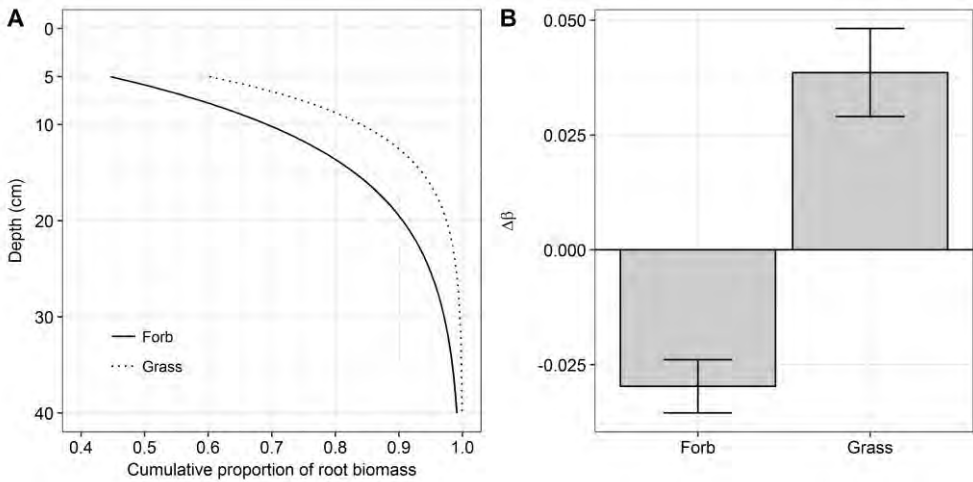 A
0
5
10
20
30
40
Depth (cm)
Forb
Grass
0.4 0.5 0.6 0.7 0.8 0.9 1.0
Cumulative proportion of root biomass
B
0.050
0.025
0.000
-0.025
Δβ
Forb Grass